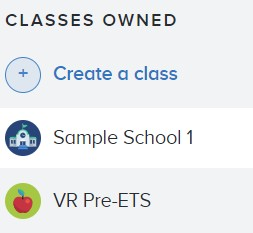 CLASSES OWNED
+ Create a class
Sample School 1
VR Pre-ETS